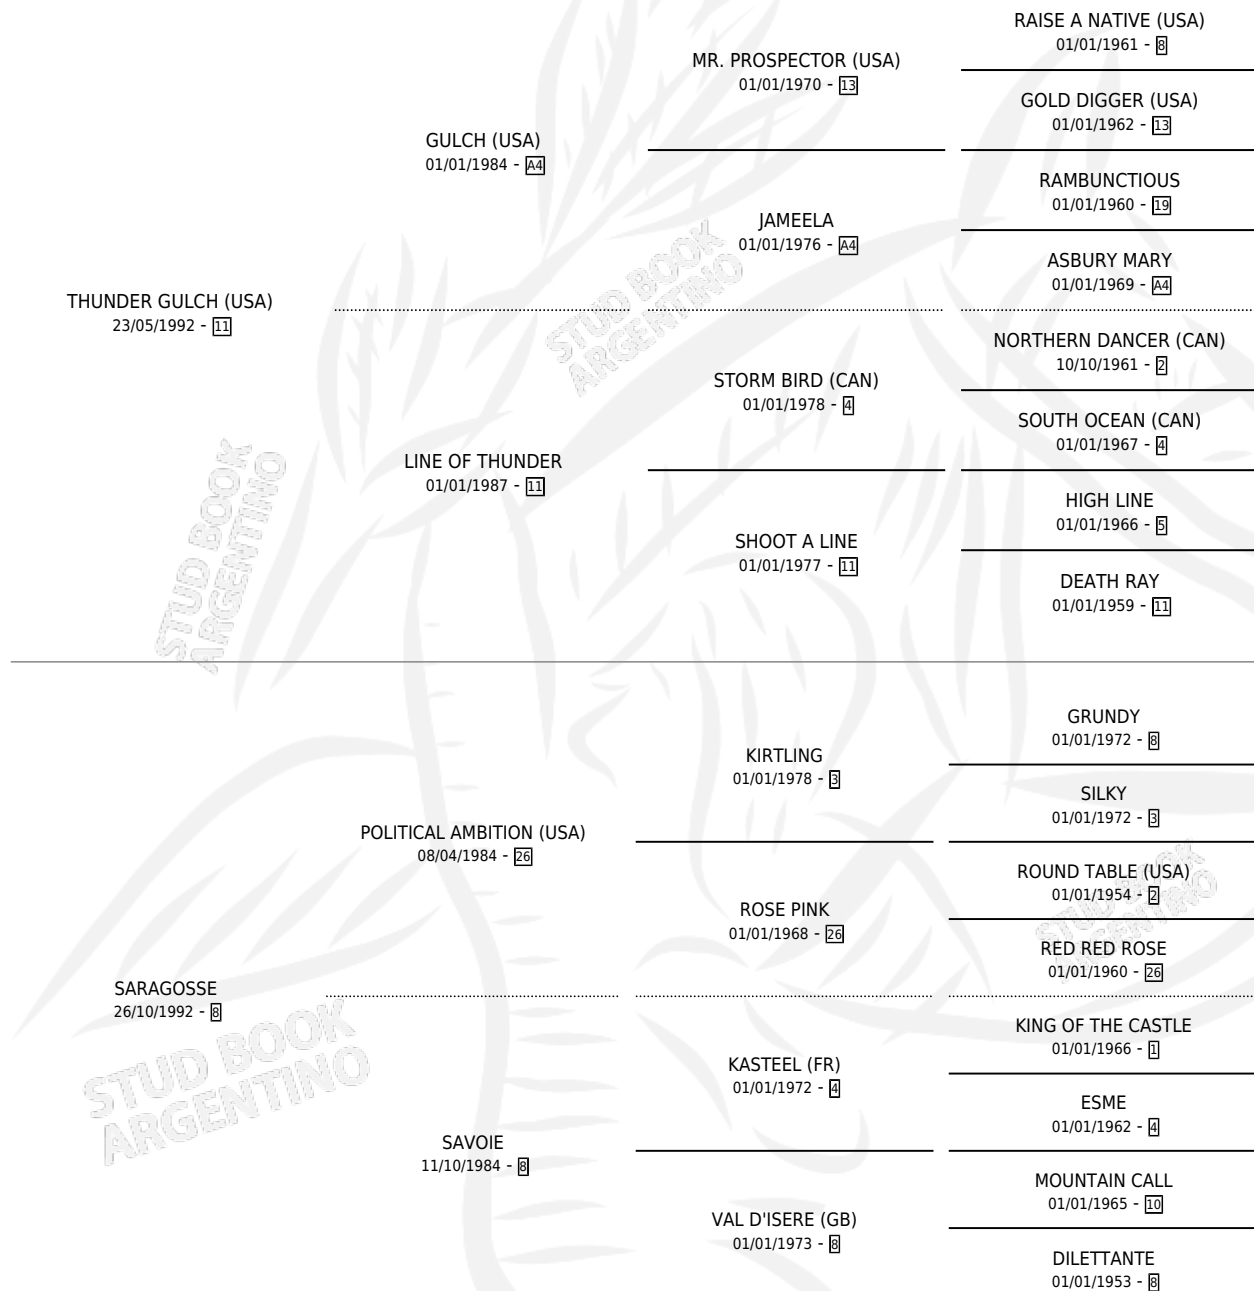 RAISE A NATIVE (USA)
01/01/1961 - 8
MR. PROSPECTOR (USA)
01/01/1970 - 13
GOLD DIGGER (USA)
01/01/1962 - 13
GULCH (USA)
01/01/1984 - A4
RAMBUNCTIOUS
01/01/1960 - 19
JAMEELA
01/01/1976 - A4
ASBURY MARY
01/01/1969 - A4
THUNDER GULCH (USA)
23/05/1992 - 11
NORTHERN DANCER (CAN)
10/10/1961 - 2
STORM BIRD (CAN)
01/01/1978 - 4
SOUTH OCEAN (CAN)
01/01/1967 - 4
LINE OF THUNDER
01/01/1987 - 11
HIGH LINE
01/01/1966 - 5
SHOOT A LINE
01/01/1977 - 11
DEATH RAY
01/01/1959 - 11
GRUNDY
01/01/1972 - 8
KIRTLING
01/01/1978 - 3
SILKY
01/01/1972 - 3
POLITICAL AMBITION (USA)
08/04/1984 - 26
ROUND TABLE (USA)
01/01/1954 - 2
ROSE PINK
01/01/1968 - 26
RED RED ROSE
01/01/1960 - 26
SARAGOSSE
26/10/1992 - 8
KING OF THE CASTLE
01/01/1966 - 1
KASTEEL (FR)
01/01/1972 - 4
ESME
01/01/1962 - 4
SAVOIE
11/10/1984 - 8
MOUNTAIN CALL
01/01/1965 - 10
VAL D'ISERE (GB)
01/01/1973 - 8
DILETTANTE
01/01/1953 - 8
STUD BOOK
ARGENTINO
STUD BOOK
ARGENTINO
STUD BOOK
ARGENTINO
STUD BOOK
ARGENTINO